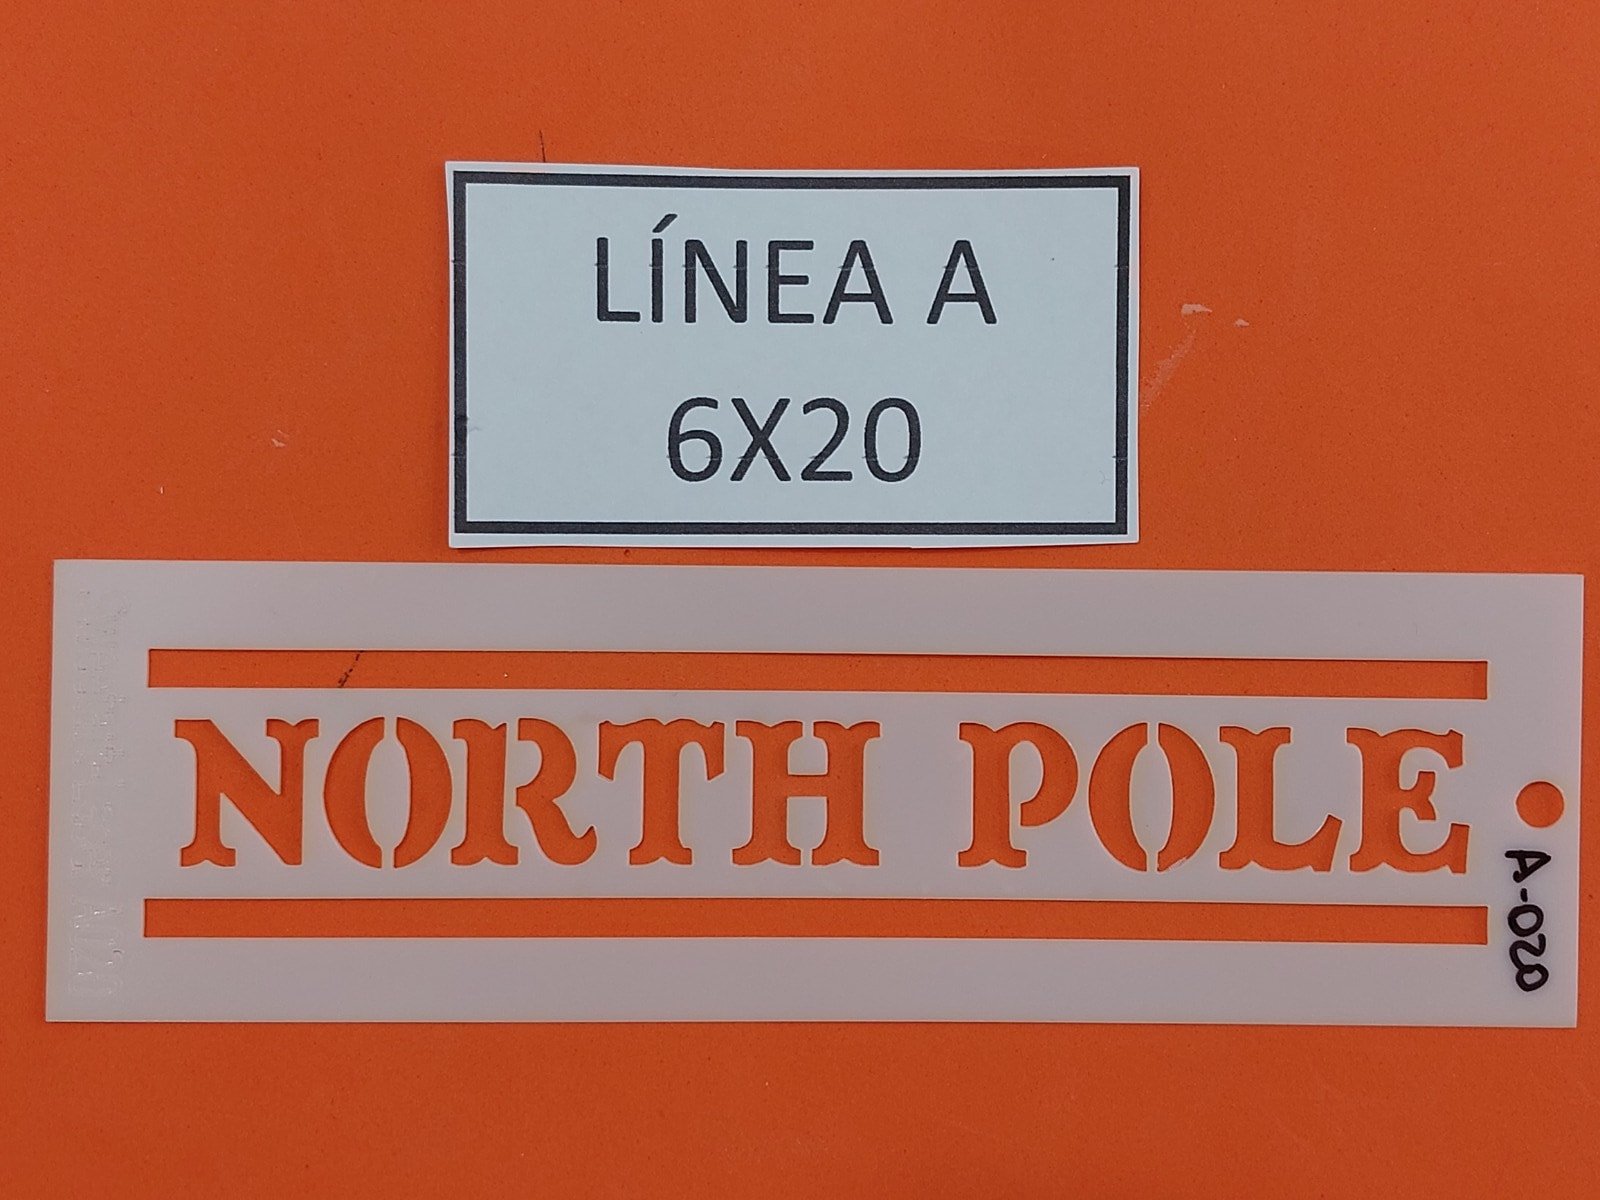 LÍNEA A
6X20
NORTH POLE
A-020